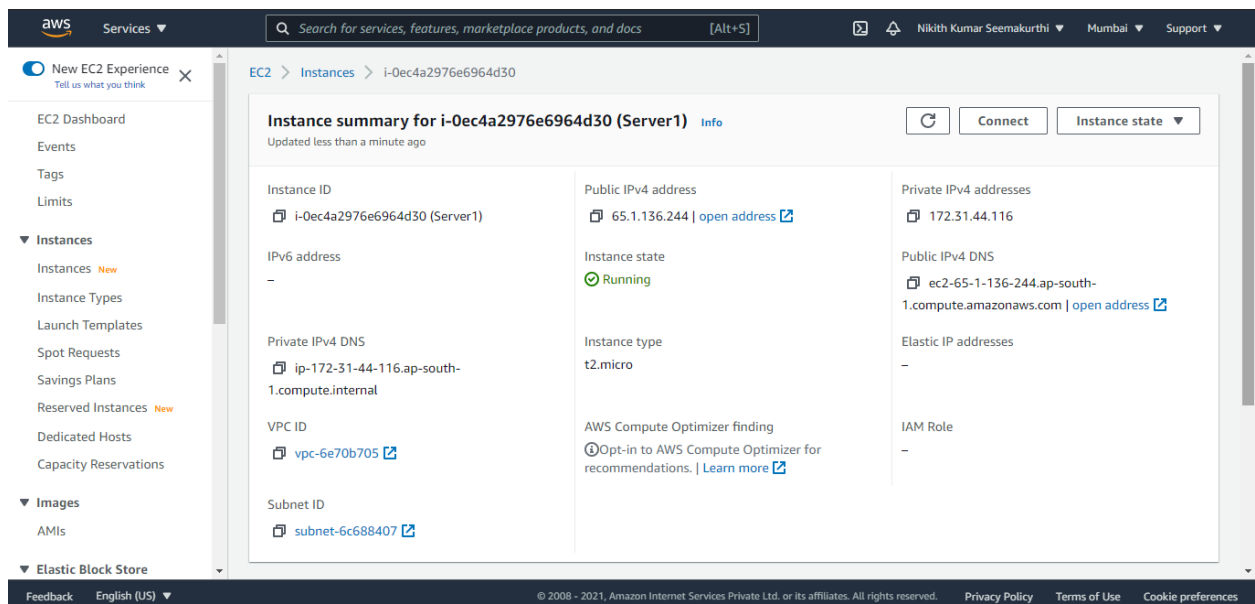 aws
Services ▼
Search for services, features, marketplace products, and docs [Alt+S]
Nikith Kumar Seemakurthi ▼
Mumbai ▼
Support ▼
New EC2 Experience
Tell us what you think
EC2 Dashboard
Events
Tags
Limits
▼ Instances
Instances New
Instance Types
Launch Templates
Spot Requests
Savings Plans
Reserved Instances New
Dedicated Hosts
Capacity Reservations
▼ Images
AMIs
▼ Elastic Block Store
EC2 > Instances > i-0ec4a2976e6964d30
Instance summary for i-0ec4a2976e6964d30 (Server1) Info
Updated less than a minute ago
Connect
Instance state ▼
Instance ID
i-0ec4a2976e6964d30 (Server1)
Public IPv4 address
65.1.136.244 | open address
Private IPv4 addresses
172.31.44.116
IPv6 address
–
Instance state
Running
Public IPv4 DNS
ec2-65-1-136-244.ap-south-
1.compute.amazonaws.com | open address
Private IPv4 DNS
ip-172-31-44-116.ap-south-
1.compute.internal
Instance type
t2.micro
Elastic IP addresses
–
VPC ID
vpc-6e70b705
AWS Compute Optimizer finding
Opt-in to AWS Compute Optimizer for
recommendations. | Learn more
IAM Role
–
Subnet ID
subnet-6c688407
Feedback
English (US) ▼
© 2008 - 2021, Amazon Internet Services Private Ltd. or its affiliates. All rights reserved.
Privacy Policy
Terms of Use
Cookie preferences